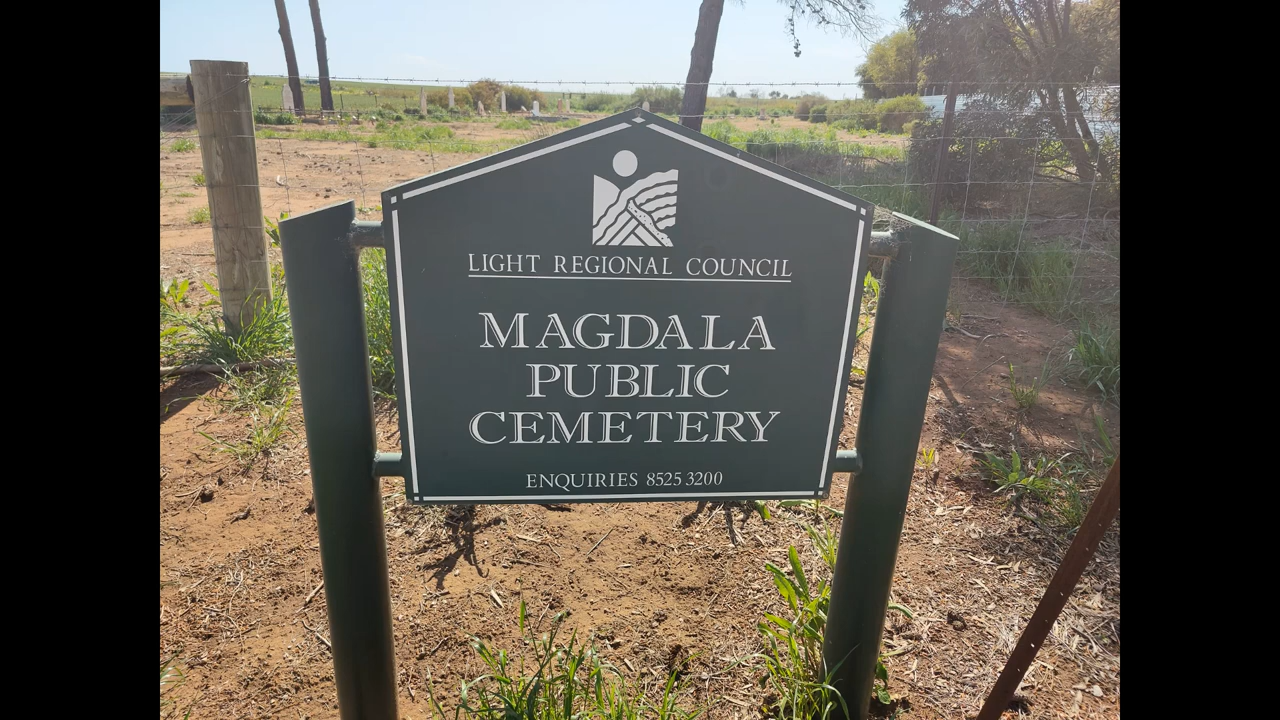 LIGHT REGIONAL COUNCIL
MAGDALA
PUBLIC
CEMETERY
ENQUIRIES 8525 3200